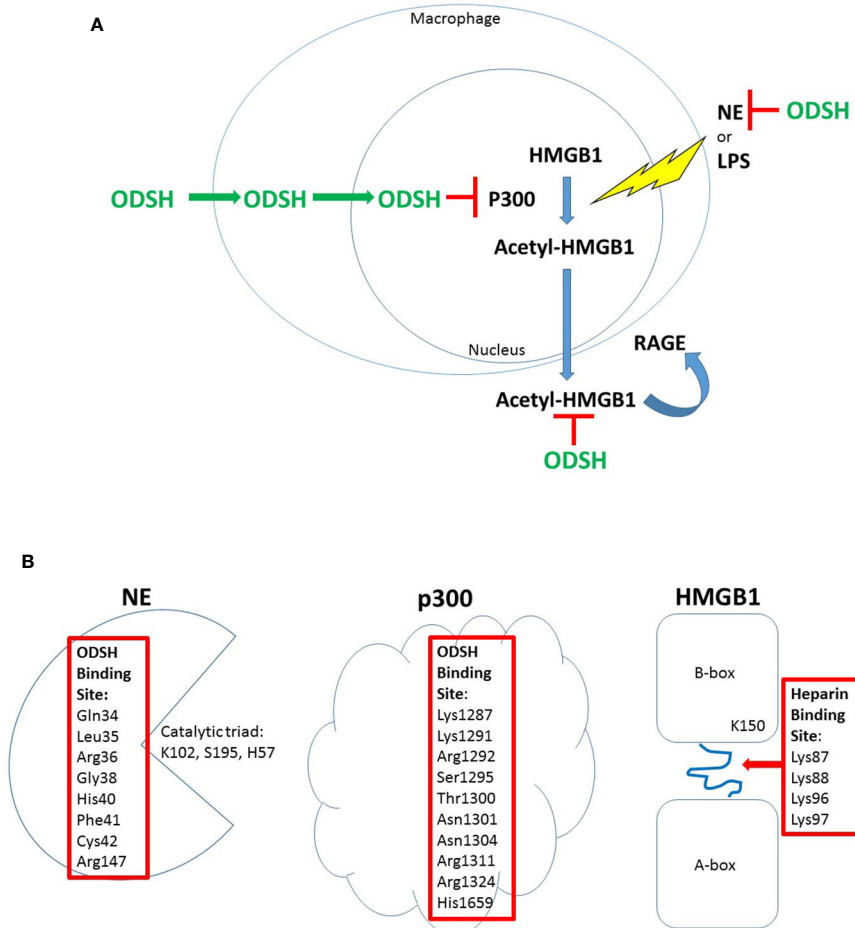 A
Macrophage
NE
ODSH
or
LPS
HMGB1
ODSH
ODSH
ODSH
P300
Acetyl-HMGB1
Nucleus
RAGE
Acetyl-HMGB1
ODSH
B
NE
ODSH
Binding
Site:
Gln34
Leu35
Arg36
Gly38
His40
Phe41
Cys42
Arg147
Catalytic triad:
K102, S195, H57
p300
ODSH
Binding
Site:
Lys1287
Lys1291
Arg1292
Ser1295
Thr1300
Asn1301
Asn1304
Arg1311
Arg1324
His1659
HMGB1
B-box
K150
A-box
Heparin
Binding
Site:
Lys87
Lys88
Lys96
Lys97